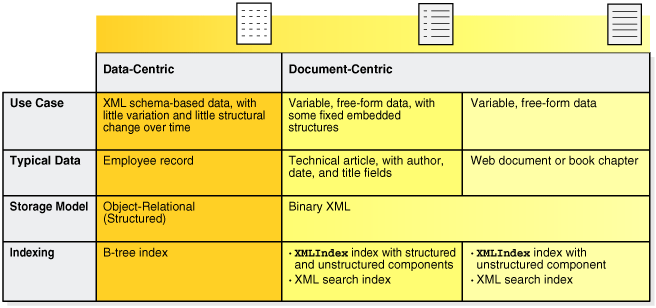 Data-Centric
Document-Centric
Use Case
XML schema-based data, with
little variation and little structural
change over time
Variable, free-form data, with
some fixed embedded
structures
Variable, free-form data
Typical Data
Employee record
Technical article, with author,
date, and title fields
Web document or book chapter
Storage Model
Object-Relational
(Structured)
Binary XML
Indexing
B-tree index
· XMLIndex index with structured
and unstructured components
· XML search index
· XMLIndex index with
unstructured component
· XML search index